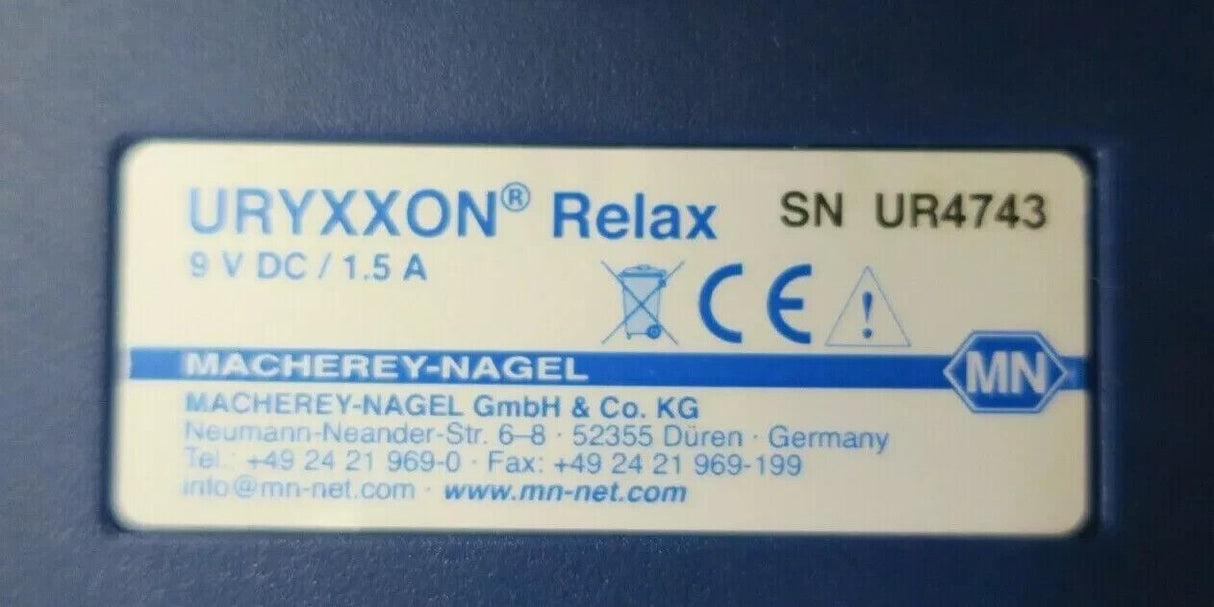 URYXXON® Relax SN UR4743
9 V DC / 1.5 A
CE !
MACHEREY-NAGEL
MN
MACHEREY-NAGEL GmbH & Co. KG
Neumann-Neander-Str. 6–8 · 52355 Düren · Germany
Tel.: +49 24 21 969-0 · Fax: +49 24 21 969-199
info@mn-net.com · www.mn-net.com